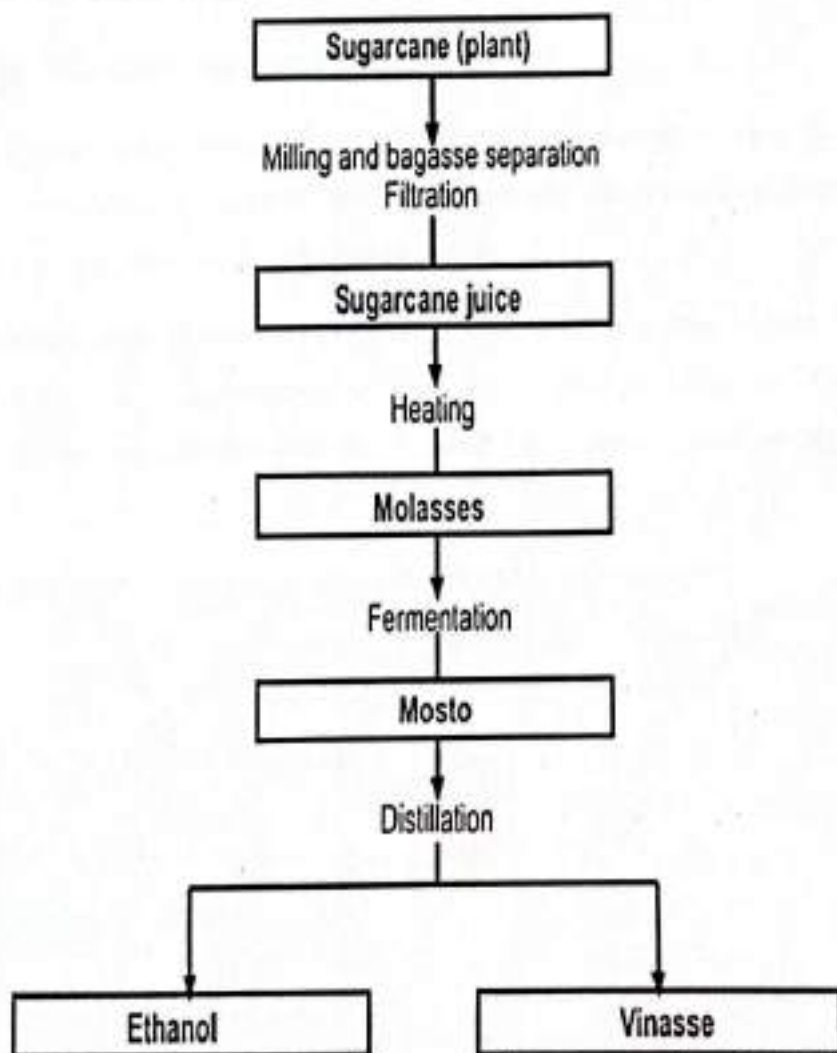 Sugarcane (plant)
Milling and bagasse separation
Filtration
Sugarcane juice
Heating
Molasses
Fermentation
Mosto
Distillation
Ethanol
Vinasse